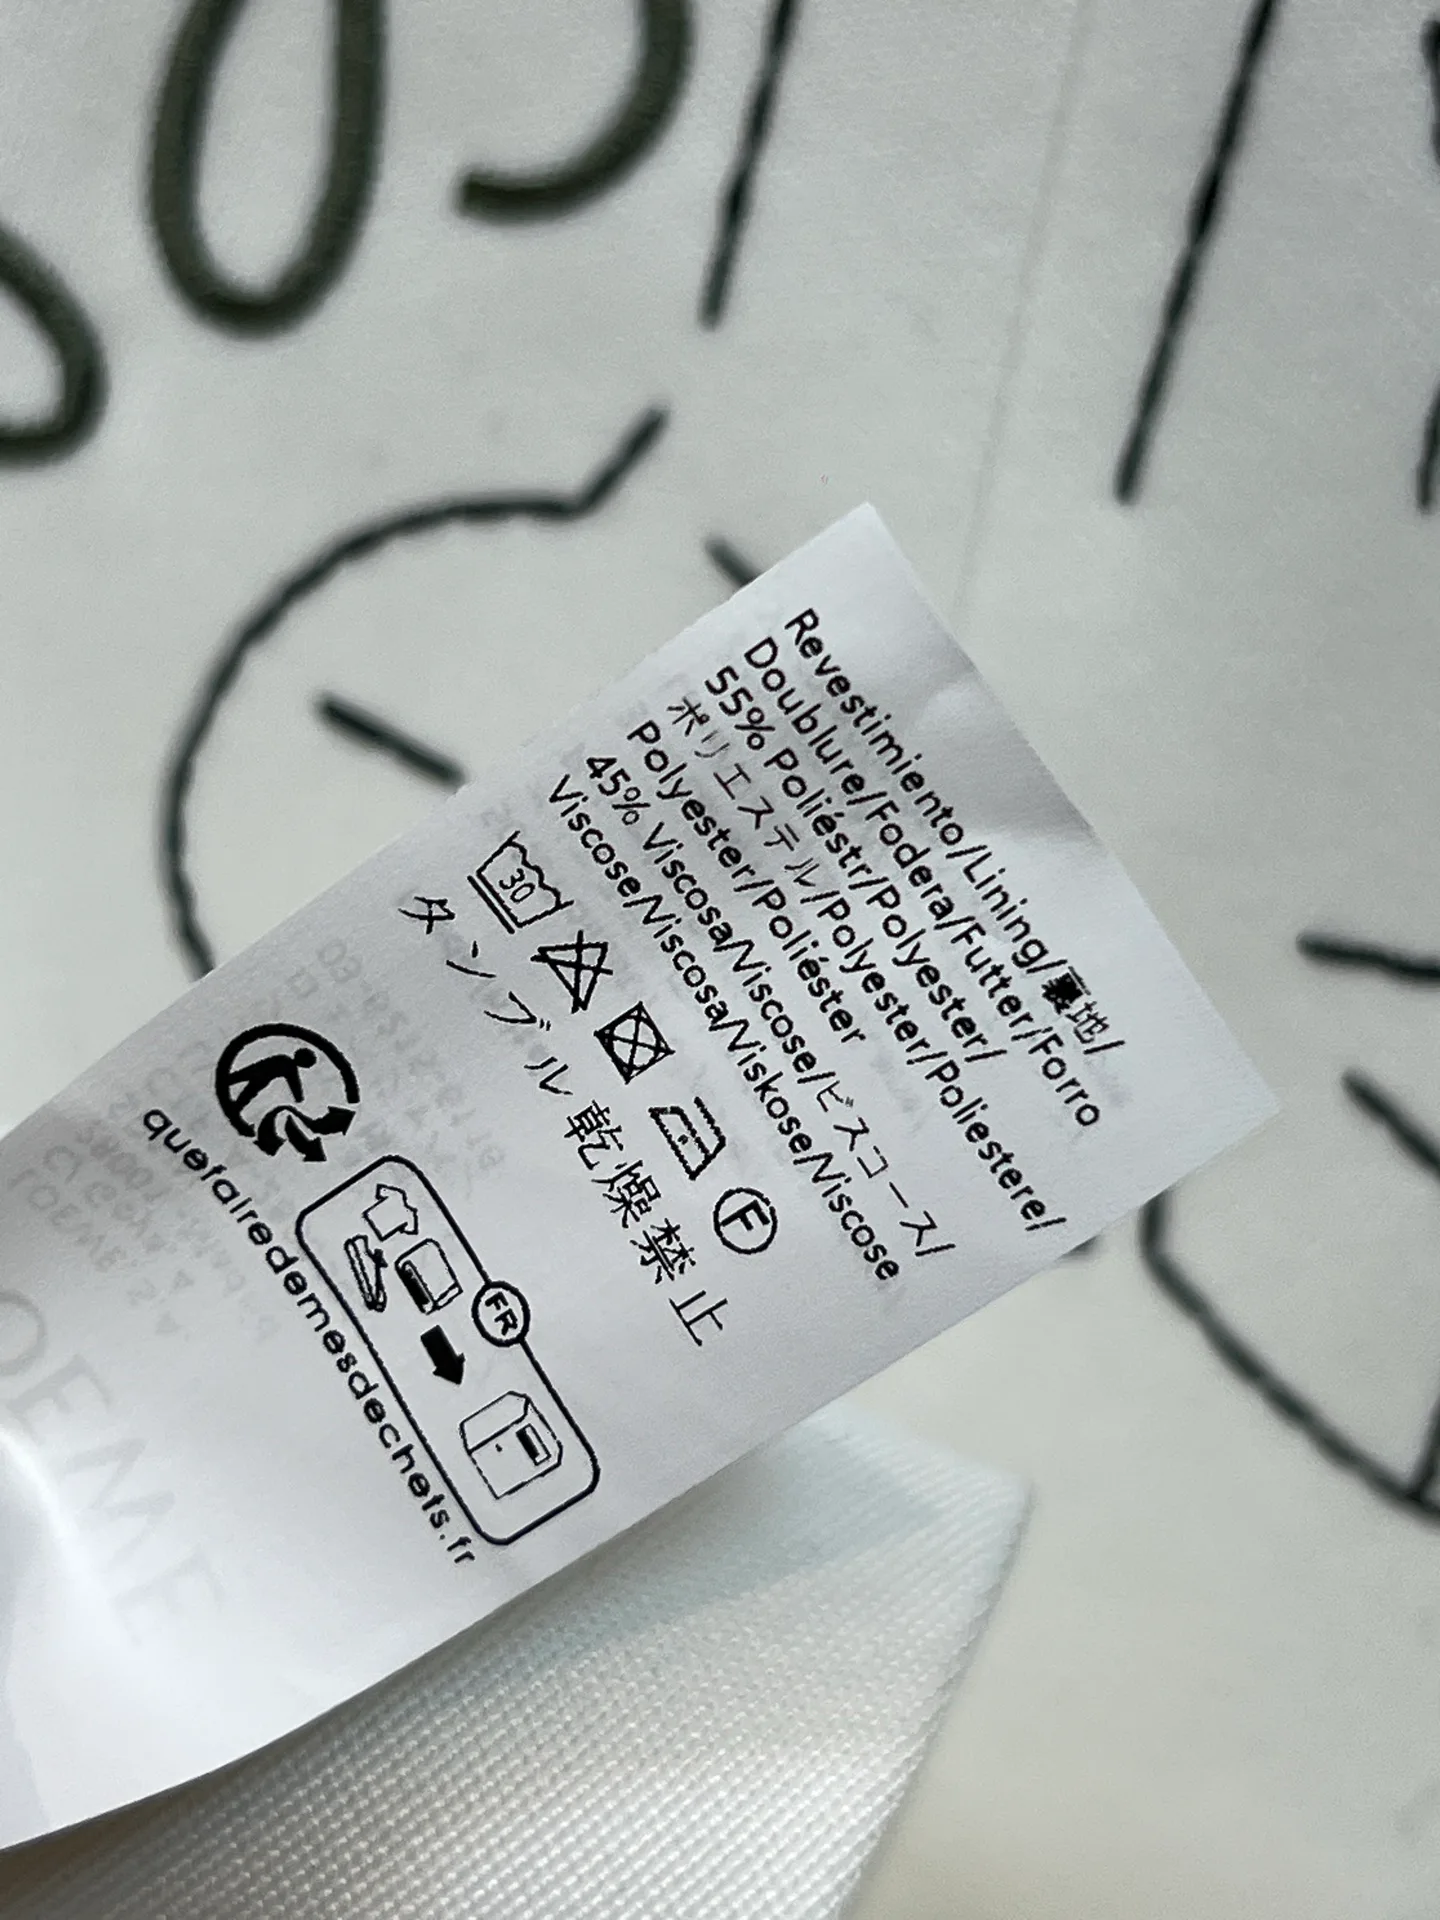 Revestimiento/Lining/裏地/
Doublure/Fodera/Futter/Forro
55% Poliéstr/Polyester/
ポリエステル/Polyester/Poliestere/
Polyester/Poliéster
45% Viscosa/Viscose/ビスコース/
Viscose/Viscosa/Viskose/Viscose
30
F
タンブル乾燥禁止
FR
quefairedemesdechets.fr